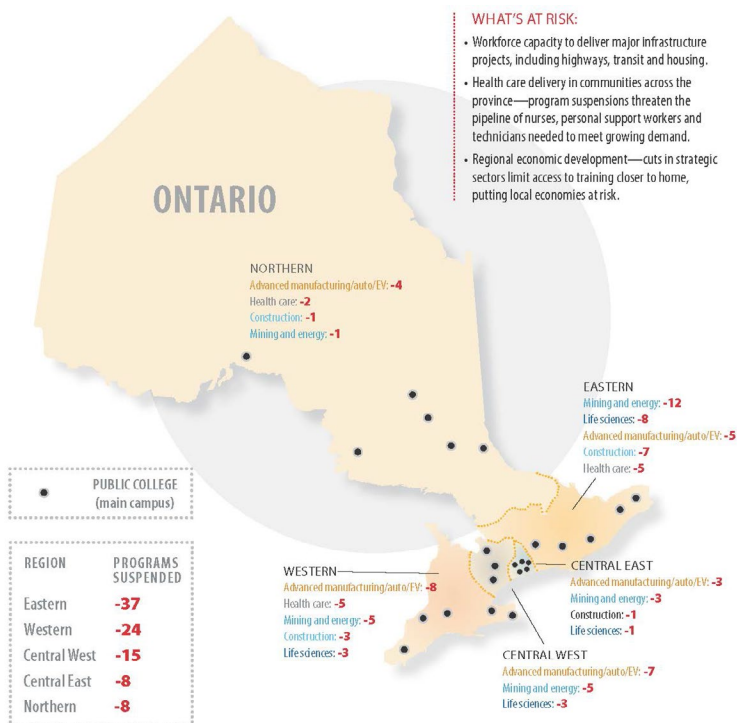 WHAT'S AT RISK:
• Workforce capacity to deliver major infrastructure
projects, including highways, transit and housing.
• Health care delivery in communities across the
province—program suspensions threaten the
pipeline of nurses, personal support workers and
technicians needed to meet growing demand.
• Regional economic development—cuts in strategic
sectors limit access to training closer to home,
putting local economies at risk.
ONTARIO
NORTHERN
Advanced manufacturing/auto/EV: -4
Health care: -2
Construction: -1
Mining and energy: -1
EASTERN
Mining and energy: -12
Life sciences: -8
Advanced manufacturing/auto/EV: -5
Construction: -7
Health care: -5
PUBLIC COLLEGE
(main campus)
REGION PROGRAMS
SUSPENDED
Eastern -37
Western -24
Central West -15
Central East -8
Northern -8
WESTERN
Advanced manufacturing/auto/EV: -8
Health care: -5
Mining and energy: -5
Construction: -3
Life sciences: -3
CENTRAL EAST
Advanced manufacturing/auto/EV: -3
Mining and energy: -3
Construction: -1
Life sciences: -1
CENTRAL WEST
Advanced manufacturing/auto/EV: -7
Mining and energy: -5
Life sciences: -3